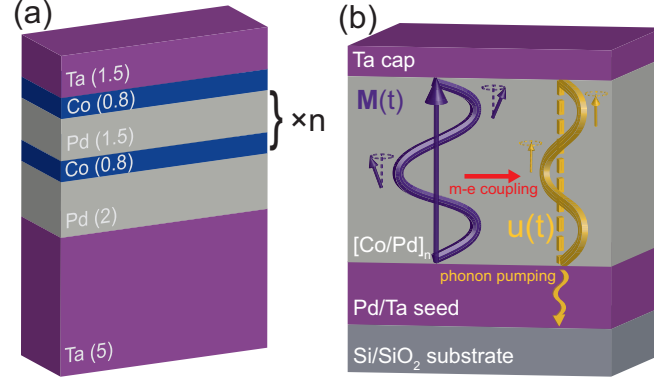 (a)
Ta (1.5)
Co (0.8)
Pd (1.5)
Co (0.8)
Pd (2)
Ta (5)
×n
(b)
Ta cap
M(t)
m-e coupling
u(t)
[Co/Pd]n
phonon pumping
Pd/Ta seed
Si/SiO₂ substrate